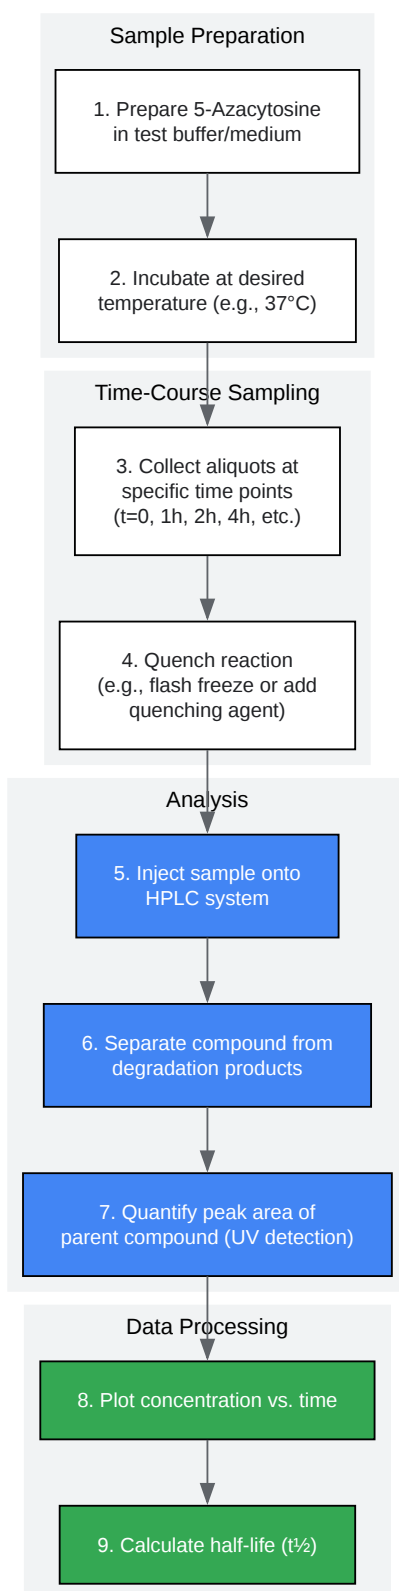 Sample Preparation
1. Prepare 5-Azacytosine
in test buffer/medium
2. Incubate at desired
temperature (e.g., 37°C)
Time-Course Sampling
3. Collect aliquots at
specific time points
(t=0, 1h, 2h, 4h, etc.)
4. Quench reaction
(e.g., flash freeze or add
quenching agent)
Analysis
5. Inject sample onto
HPLC system
6. Separate compound from
degradation products
7. Quantify peak area of
parent compound (UV detection)
Data Processing
8. Plot concentration vs. time
9. Calculate half-life (t½)